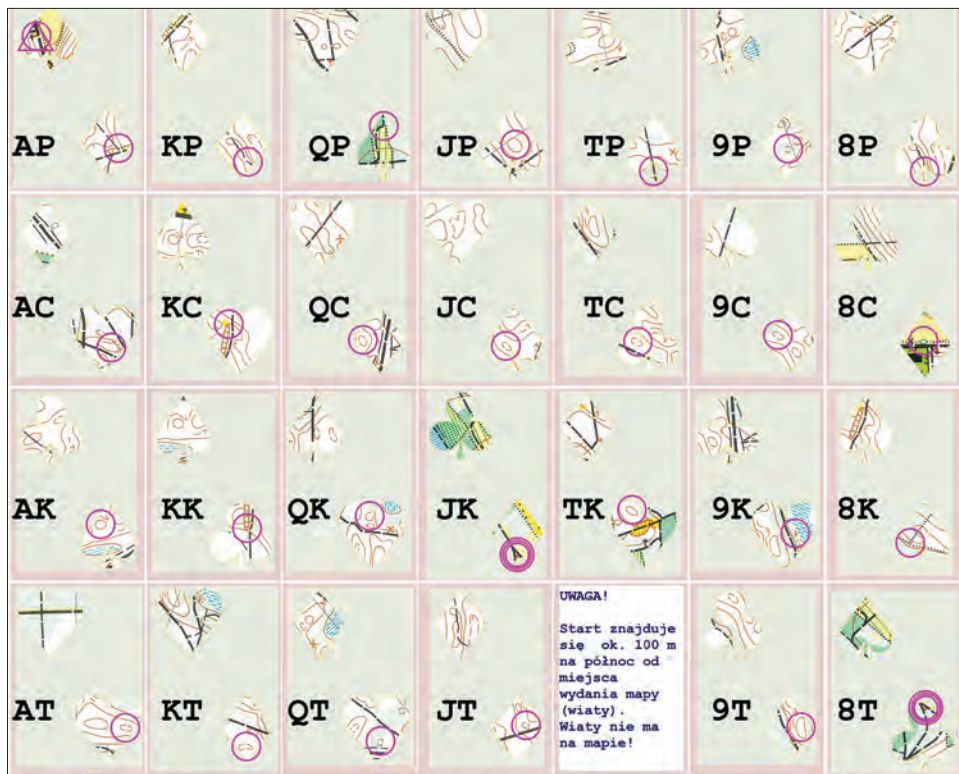 AP KP QP JP TP 9P 8P
AC KC QC JC TC 9C 8C
AK KK QK JK TK 9K 8K
AT KT QT JT
UWAGA!
Start znajduje
się ok. 100 m
na północ od
miejsca
wydania mapy
(wiaty).
Wiaty nie ma
na mapie!
9T 8T